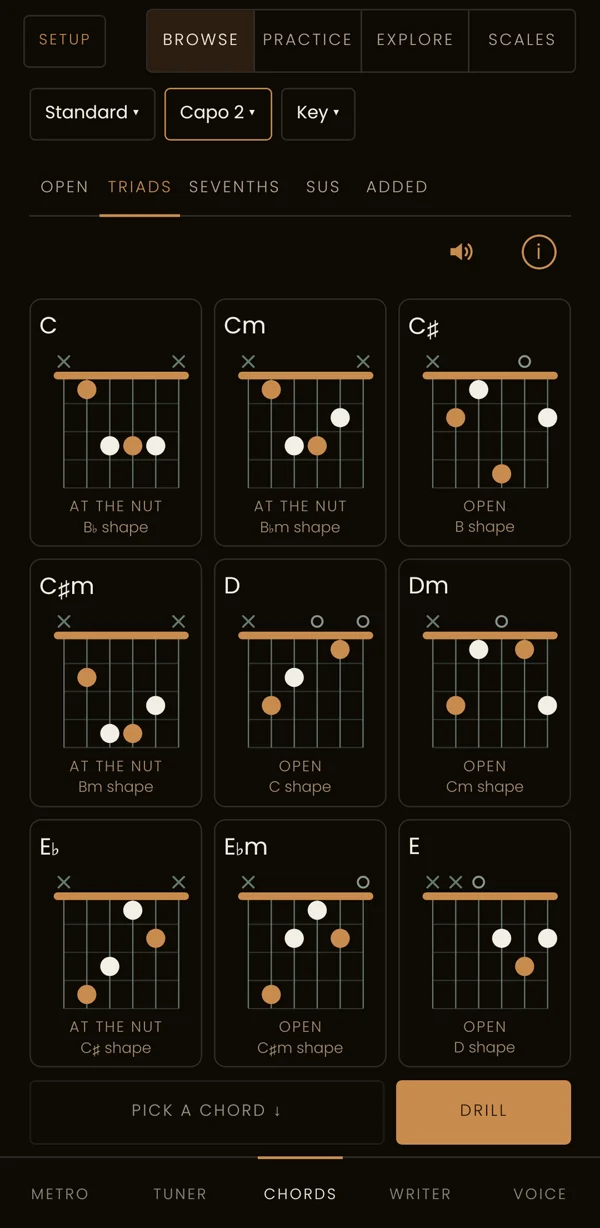 SETUP BROWSE PRACTICE EXPLORE SCALES
Standard ▾ Capo 2 ▾ Key ▾
OPEN TRIADS SEVENTHS SUS ADDED
i
C Cm C♯
AT THE NUT AT THE NUT OPEN
B♭ shape B♭m shape B shape
C♯m D Dm
AT THE NUT OPEN OPEN
Bm shape C shape Cm shape
E♭ E♭m E
AT THE NUT OPEN OPEN
C♯ shape C♯m shape D shape
PICK A CHORD ↓ DRILL
METRO TUNER CHORDS WRITER VOICE